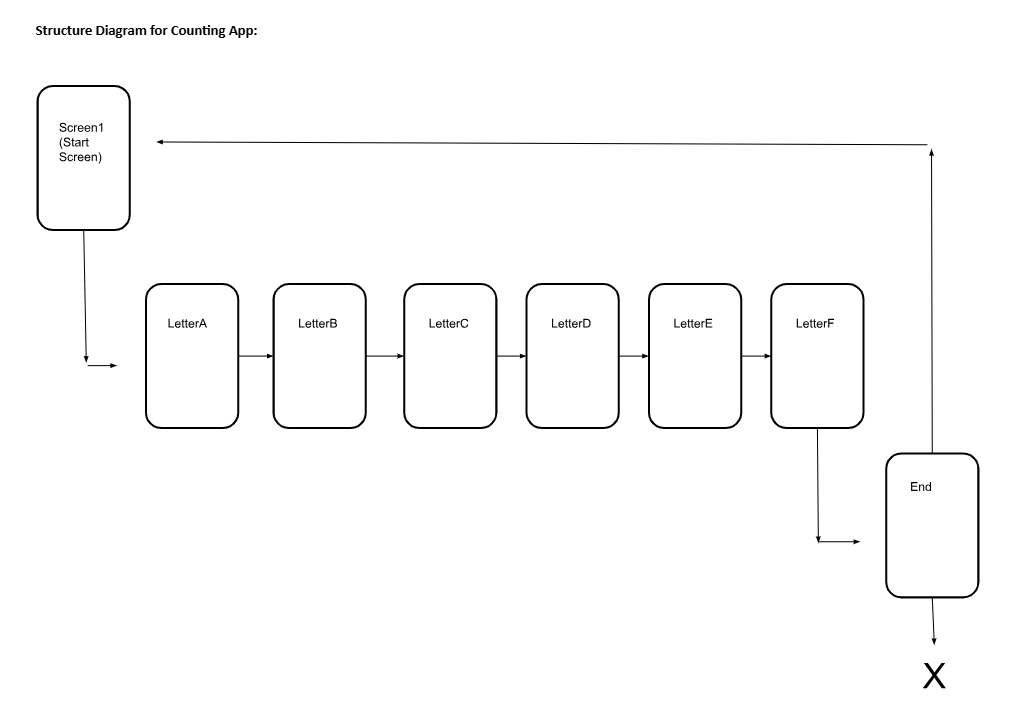 Structure Diagram for Counting App:
Screen1
(Start
Screen)
LetterA
LetterB
LetterC
LetterD
LetterE
LetterF
End
X